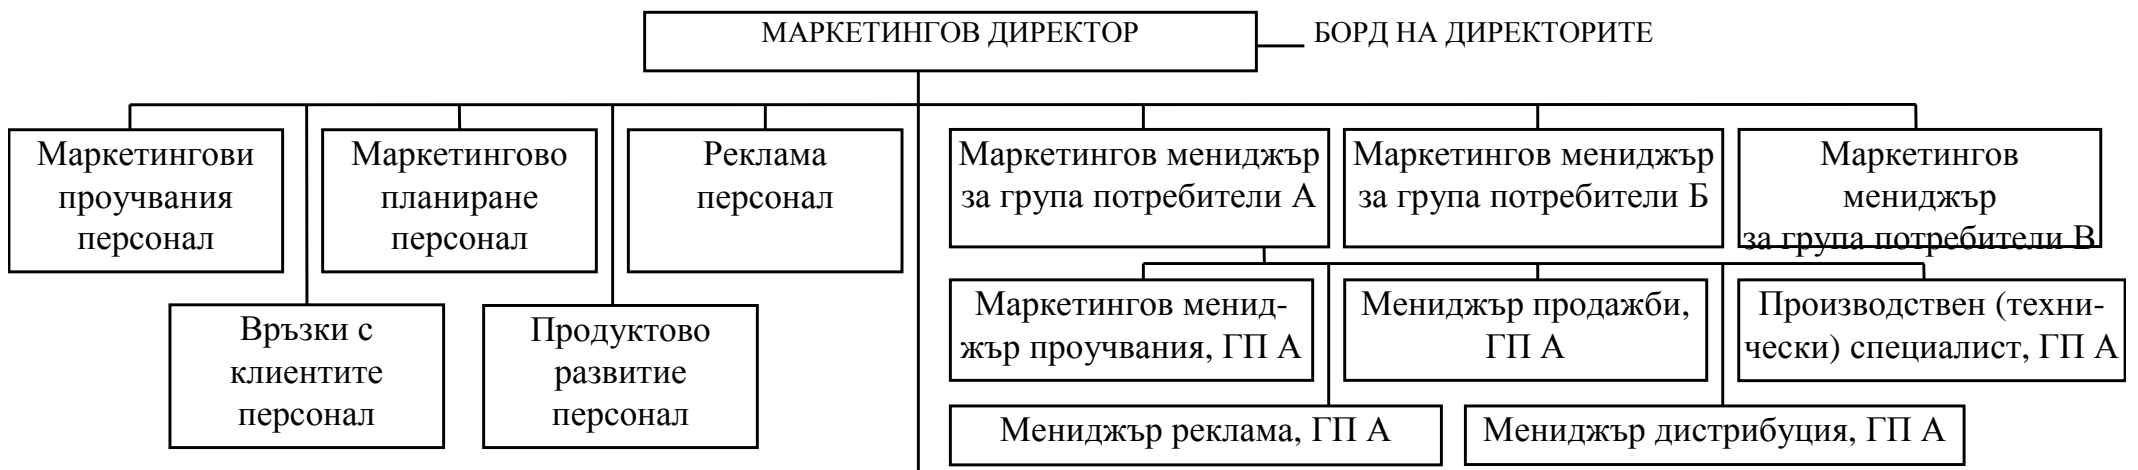 МАРКЕТИНГОВ ДИРЕКТОР
БОРД НА ДИРЕКТОРИТЕ
Маркетингови
проучвания
персонал
Маркетингово
планиране
персонал
Реклама
персонал
Маркетингов мениджър
за група потребители А
Маркетингов мениджър
за група потребители Б
Маркетингов
мениджър
за група потребители В
Връзки с
клиентите
персонал
Продуктово
развитие
персонал
Маркетингов менид-
жър проучвания, ГП А
Мениджър продажби,
ГП А
Производствен (техни-
чески) специалист, ГП А
Мениджър реклама, ГП А
Мениджър дистрибуция, ГП А